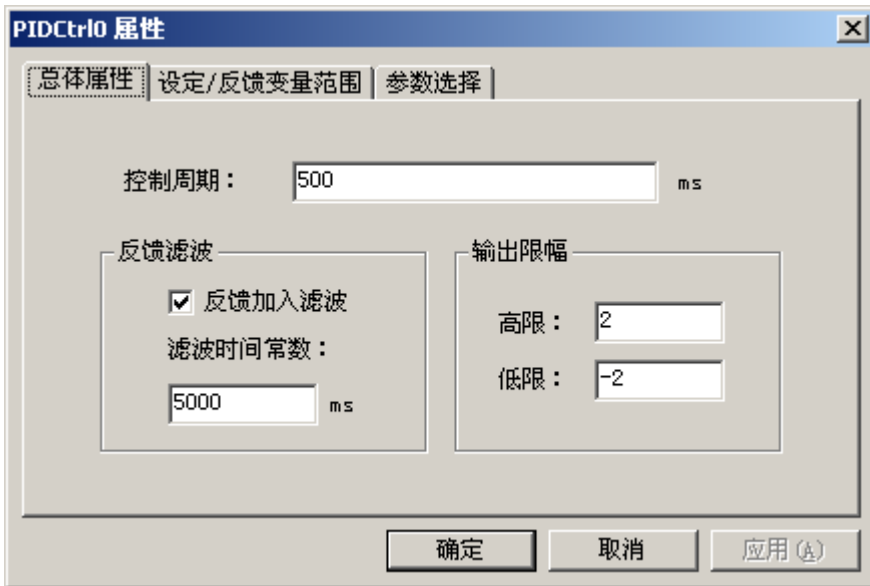 PIDCtrl0 属性
总体属性 设定/反馈变量范围 参数选择
控制周期： 500 ms
反馈滤波
反馈加入滤波
滤波时间常数：
5000 ms
输出限幅
高限： 2
低限： -2
确定 取消 应用(A)